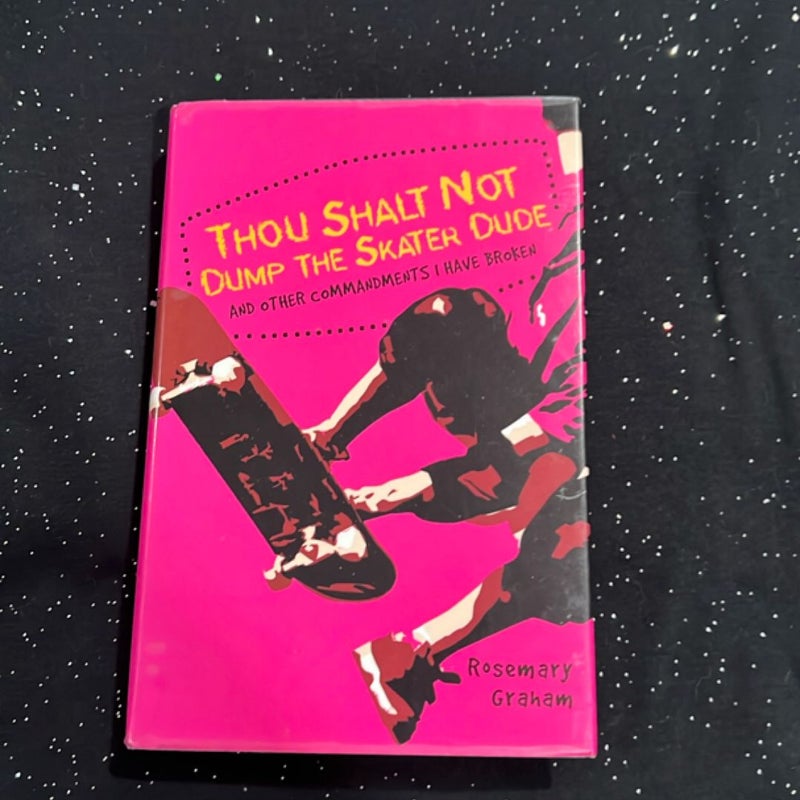 THOU SHALT NOT
DUMP THE SKATER DUDE
AND OTHER COMMANDMENTS I HAVE BROKEN
Rosemary
Graham